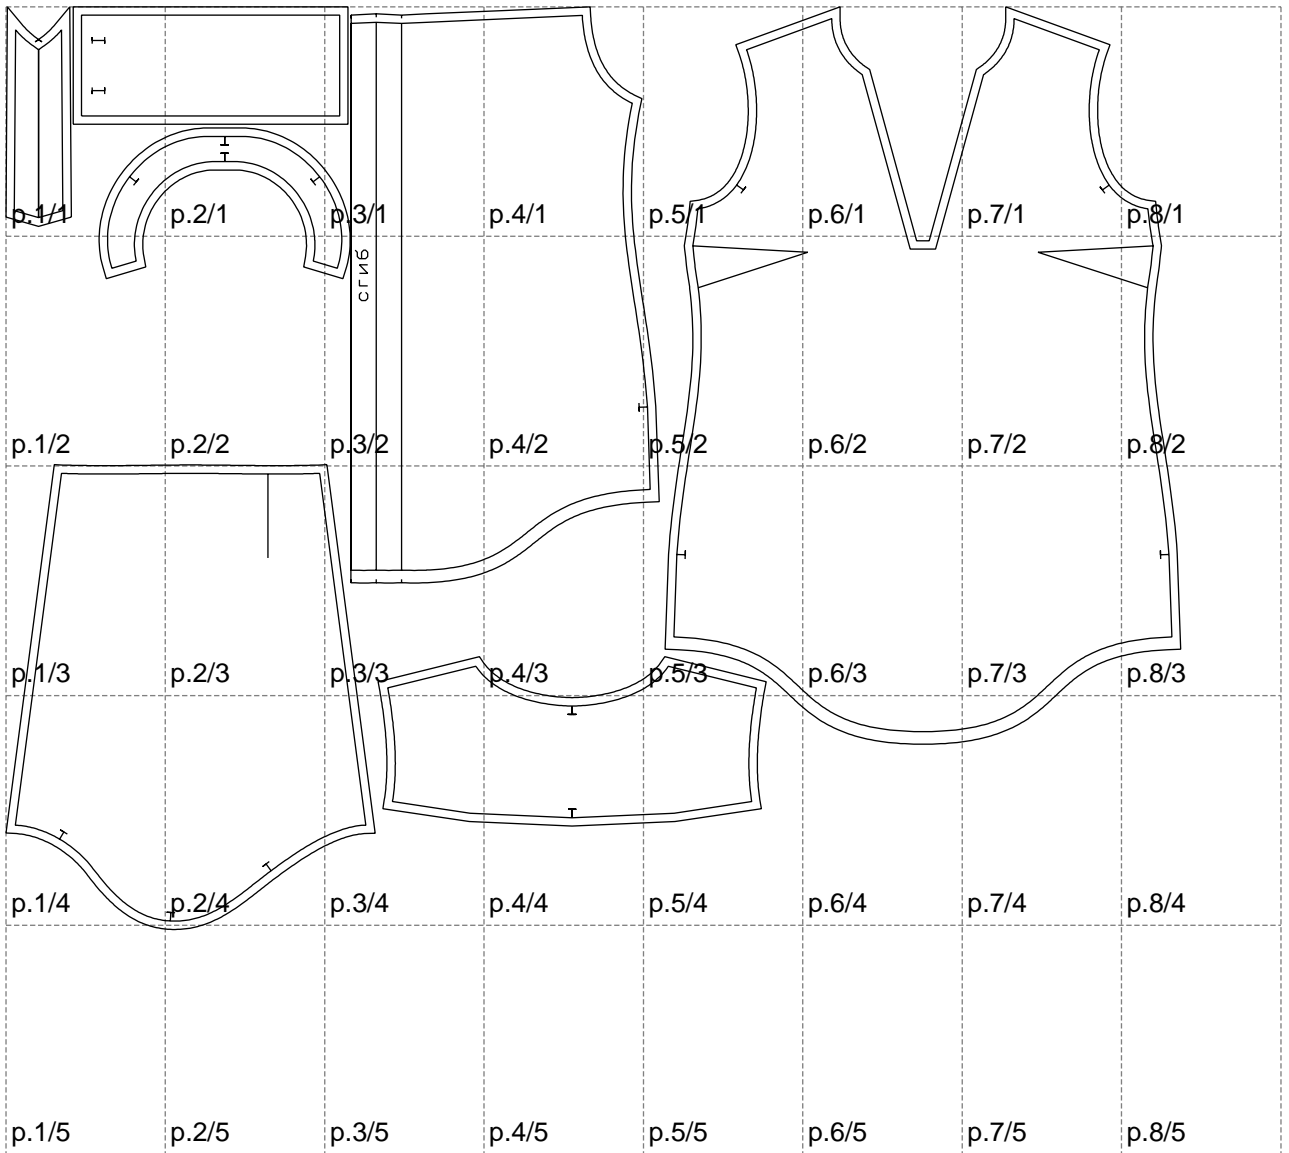 p.1/1 p.2/1 p.3/1 p.4/1 p.5/1 p.6/1 p.7/1 p.8/1
сгиб
p.1/2 p.2/2 p.3/2 p.4/2 p.5/2 p.6/2 p.7/2 p.8/2
p.1/3 p.2/3 p.3/3 p.4/3 p.5/3 p.6/3 p.7/3 p.8/3
p.1/4 p.2/4 p.3/4 p.4/4 p.5/4 p.6/4 p.7/4 p.8/4
p.1/5 p.2/5 p.3/5 p.4/5 p.5/5 p.6/5 p.7/5 p.8/5